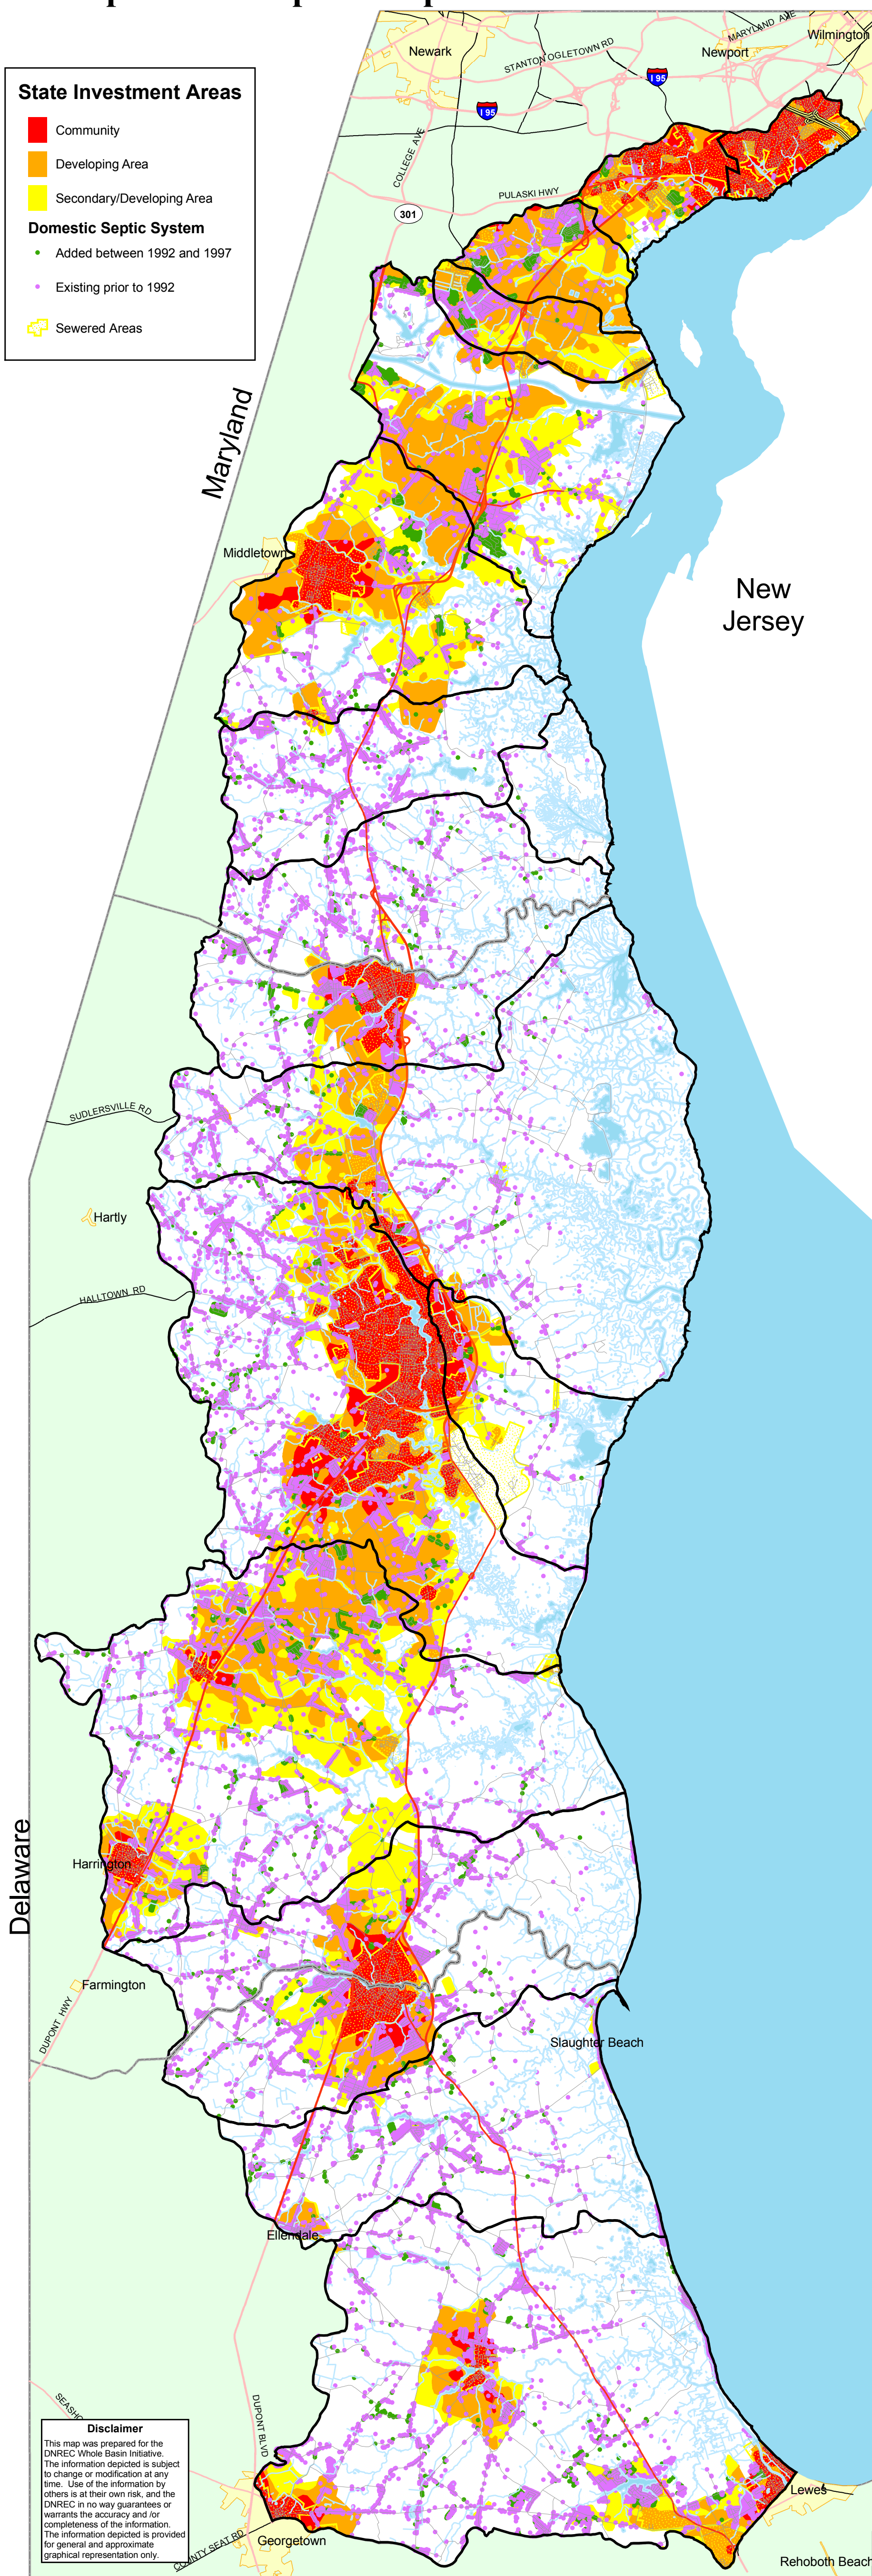 Newark
STANTON OGLETOWN RD
MARYLAND AVE
Newport
Wilmington
I 95
I 95
State Investment Areas
Community
Developing Area
Secondary/Developing Area
Domestic Septic System
Added between 1992 and 1997
Existing prior to 1992
Sewered Areas
COLLEGE AVE
PULASKI HWY
301
Maryland
Middletown
New
Jersey
SUDLERSVILLE RD
Hartly
HALLTOWN RD
Delaware
Harrington
Farmington
DUPONT HWY
Slaughter Beach
Ellendale
DUPONT BLVD
Disclaimer
This map was prepared for the
DNREC Whole Basin Initiative.
The information depicted is subject
to change or modification at any
time. Use of the information by
others is at their own risk, and the
DNREC in no way guarantees or
warrants the accuracy and /or
completeness of the information.
The information depicted is provided
for general and approximate
graphical representation only.
Lewes
Georgetown
COUNTY SEAT RD
Rehoboth Beach